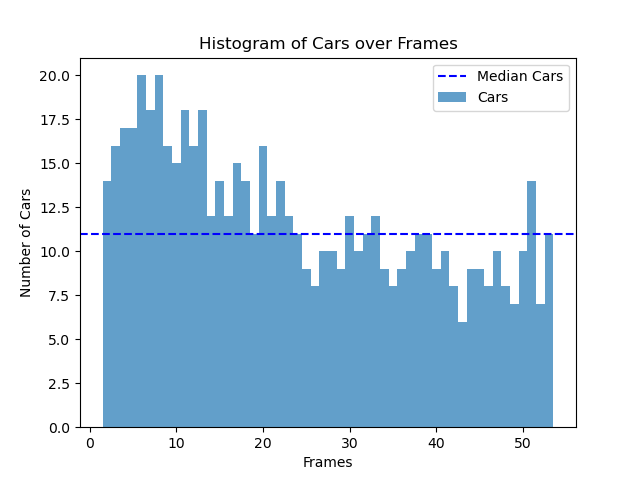 Histogram of Cars over Frames
Median Cars
Cars
20.0
17.5
15.0
12.5
10.0
7.5
5.0
2.5
0.0
Number of Cars
0 10 20 30 40 50
Frames